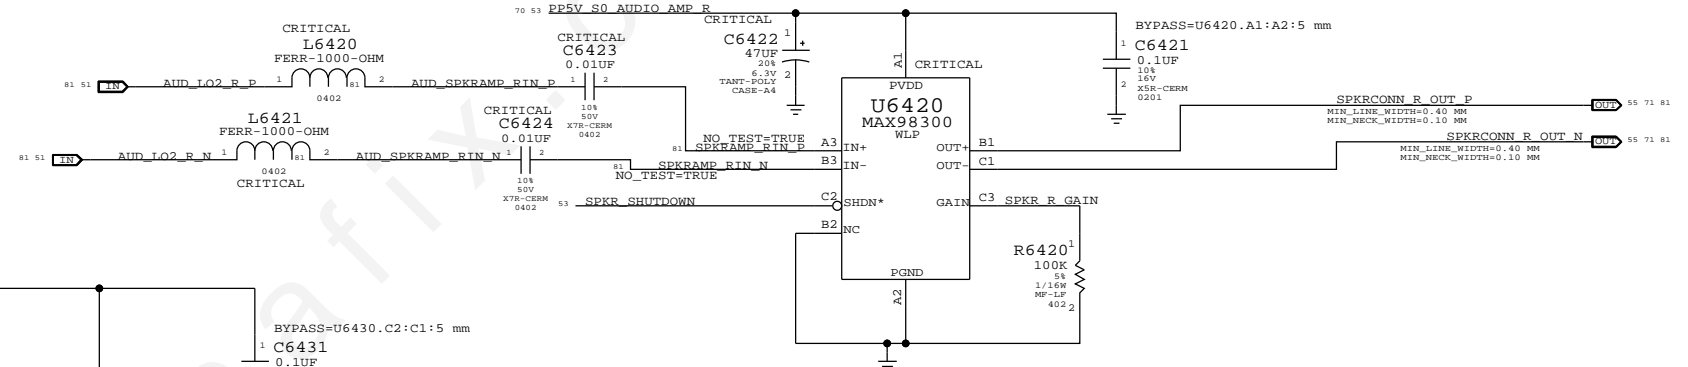 70 53 PP5V_S0_AUDIO_AMP_R
CRITICAL
L6420
FERR-1000-OHM
81 51 IN AUD_LO2_R_P 1 81 2 AUD_SPKRAMP_RIN_P
0402
CRITICAL
C6423
0.01UF
1 2
10%
50V
X7R-CERM
0402
CRITICAL
C6422
47UF
20%
6.3V
TANT-POLY
CASE-A4
1
+
2
BYPASS=U6420.A1:A2:5 mm
1 C6421
0.1UF
10%
16V
2 X5R-CERM
0201
L6421
FERR-1000-OHM
81 51 IN AUD_LO2_R_N 1 81 2 AUD_SPKRAMP_RIN_N
0402
CRITICAL
CRITICAL
C6424
0.01UF
1 2
10%
50V
X7R-CERM
0402
A1
CRITICAL
PVDD
U6420
MAX98300
WLP
NO_TEST=TRUE
81 SPKRAMP_RIN_P A3 IN+
81 SPKRAMP_RIN_N B3 IN-
NO_TEST=TRUE
53 SPKR_SHUTDOWN C2 SHDN*
B2 NC
OUT+ B1
OUT- C1
GAIN C3 SPKR_R_GAIN
PGND
A2
SPKRCONN_R_OUT_P OUT 55 71 81
MIN_LINE_WIDTH=0.40 MM
MIN_NECK_WIDTH=0.10 MM
SPKRCONN_R_OUT_N OUT 55 71 81
MIN_LINE_WIDTH=0.40 MM
MIN_NECK_WIDTH=0.10 MM
R6420 1
100K
5%
1/16W
MF-LF
402 2
BYPASS=U6430.C2:C1:5 mm
1 C6431
0.1UF
afix.